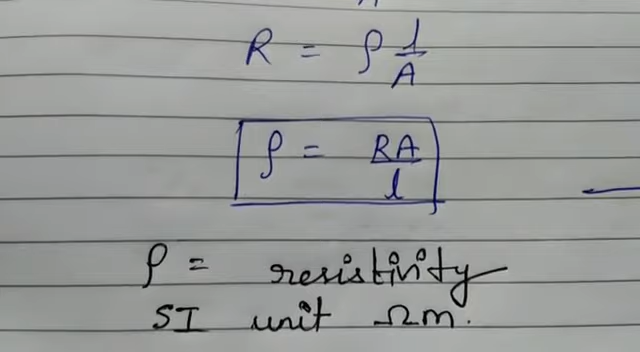 R = ρ l/A
ρ = RA/l
ρ = resistivity
SI unit Ωm.